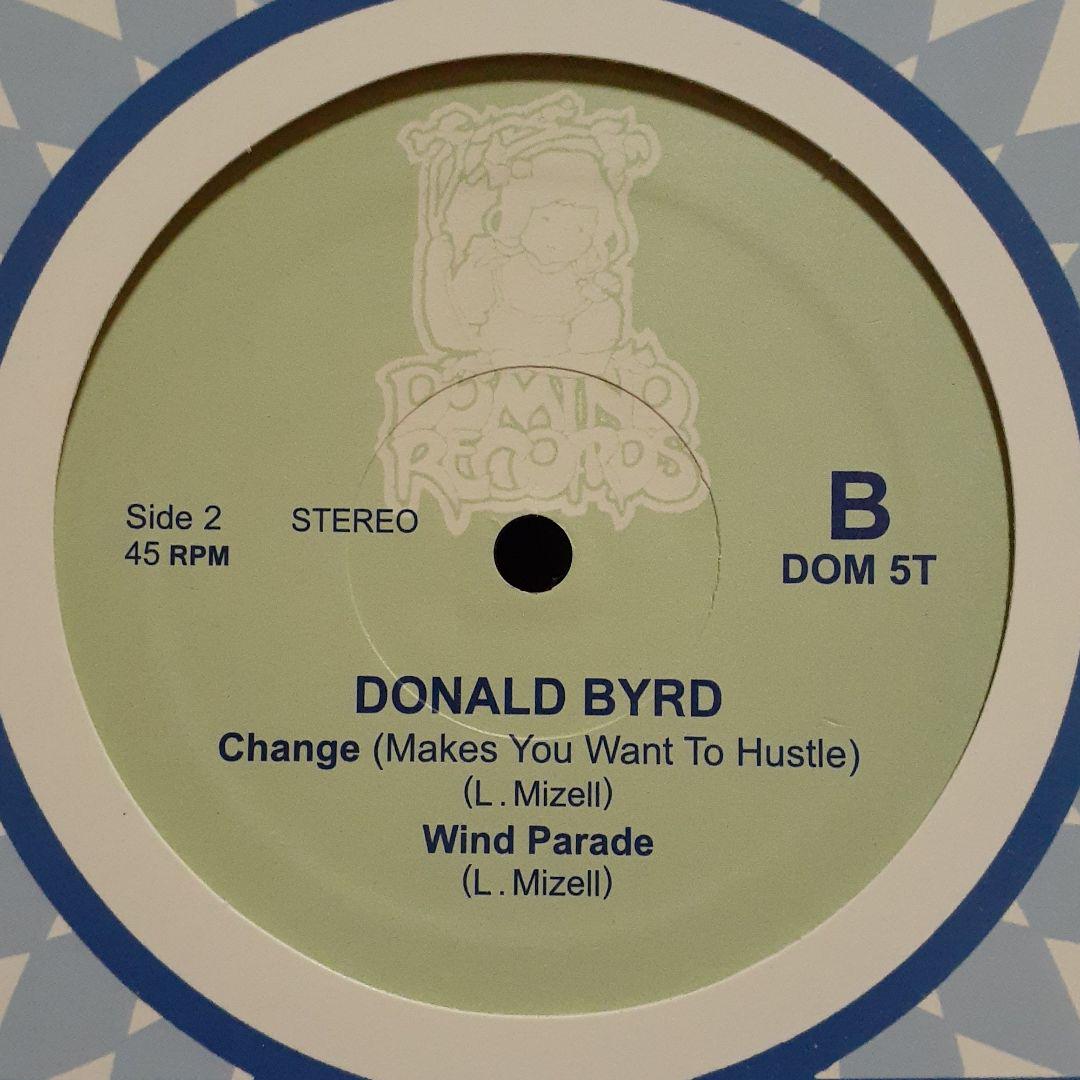 DOMINO
RECORDS
Side 2
STEREO
45 RPM
B
DOM 5T
DONALD BYRD
Change (Makes You Want To Hustle)
(L. Mizell)
Wind Parade
(L. Mizell)